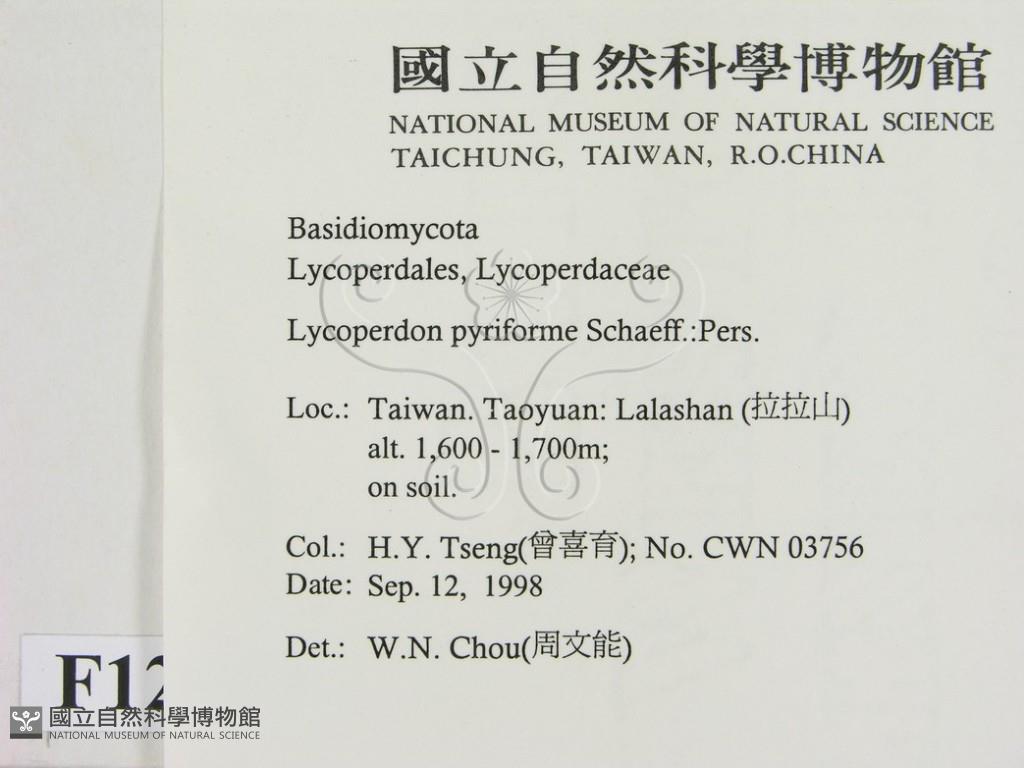 國立自然科學博物館
NATIONAL MUSEUM OF NATURAL SCIENCE
TAICHUNG, TAIWAN, R.O.CHINA
Basidiomycota
Lycoperdales, Lycoperdaceae
Lycoperdon pyriforme Schaeff.:Pers.
Loc.: Taiwan. Taoyuan: Lalashan (拉拉山)
alt. 1,600 - 1,700m;
on soil.
Col.: H.Y. Tseng(曾喜育); No. CWN 03756
Date: Sep. 12, 1998
Det.: W.N. Chou(周文能)
F12
國立自然科學博物館
NATIONAL MUSEUM OF NATURAL SCIENCE